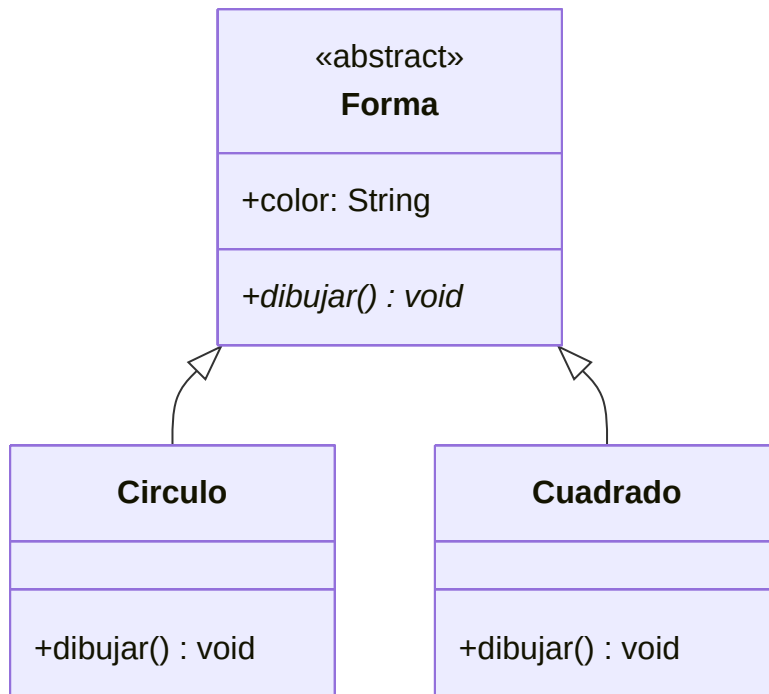 «abstract»
Forma
+color: String
+dibujar() : void
Circulo
+dibujar() : void
Cuadrado
+dibujar() : void